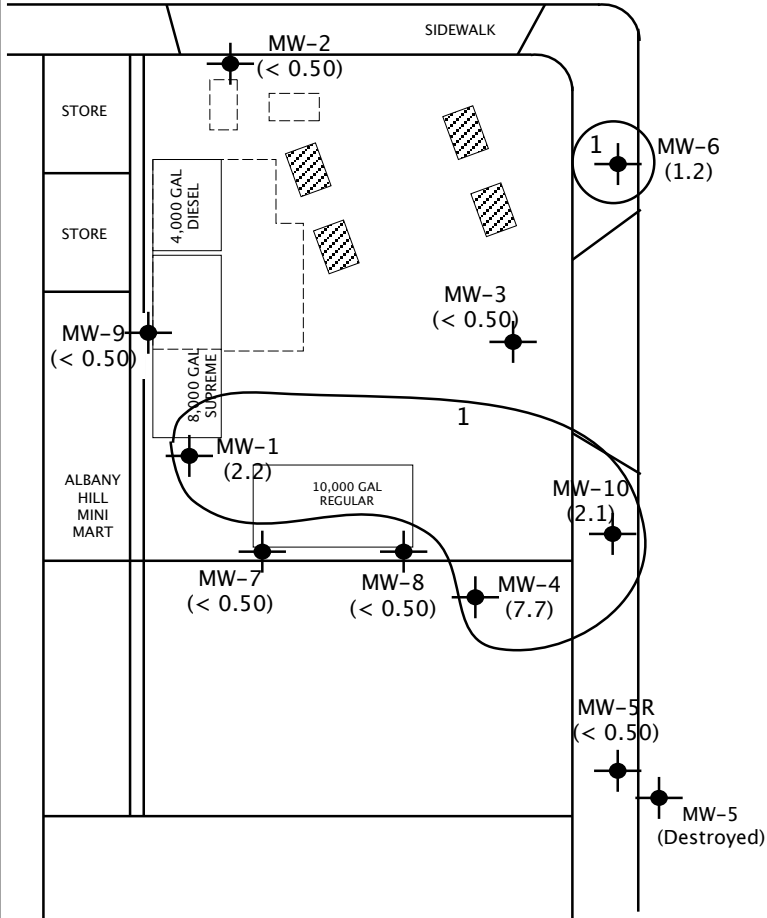 SIDEWALK
MW-2
(< 0.50)
STORE
1
MW-6
(1.2)
4,000 GAL
DIESEL
STORE
MW-3
(< 0.50)
MW-9
(< 0.50)
8,000 GAL
SUPREME
1
MW-1
(2.2)
ALBANY
HILL
MINI
MART
10,000 GAL
REGULAR
MW-10
(2.1)
MW-7
(< 0.50)
MW-8
(< 0.50)
MW-4
(7.7)
MW-5R
(< 0.50)
MW-5
(Destroyed)